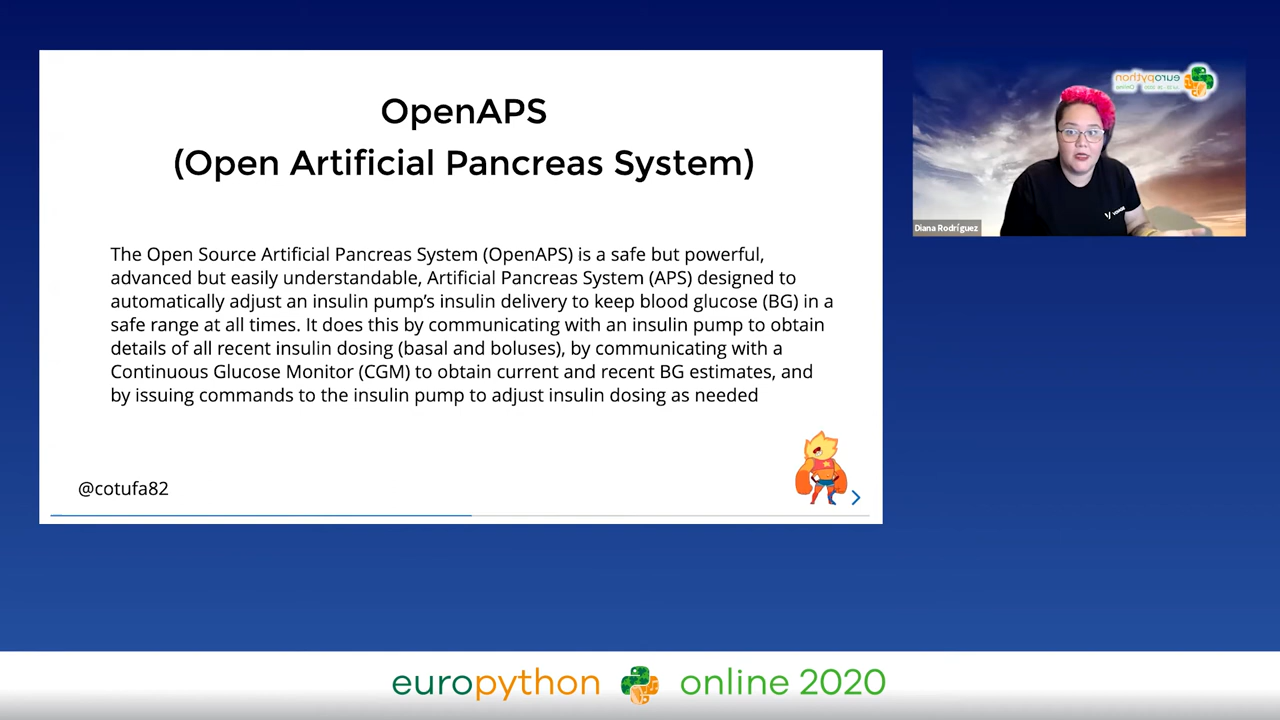 OpenAPS
(Open Artificial Pancreas System)
The Open Source Artificial Pancreas System (OpenAPS) is a safe but powerful,
advanced but easily understandable, Artificial Pancreas System (APS) designed to
automatically adjust an insulin pump’s insulin delivery to keep blood glucose (BG) in a
safe range at all times. It does this by communicating with an insulin pump to obtain
details of all recent insulin dosing (basal and boluses), by communicating with a
Continuous Glucose Monitor (CGM) to obtain current and recent BG estimates, and
by issuing commands to the insulin pump to adjust insulin dosing as needed
@cotufa82
europython
Diana Rodríguez
europython online 2020